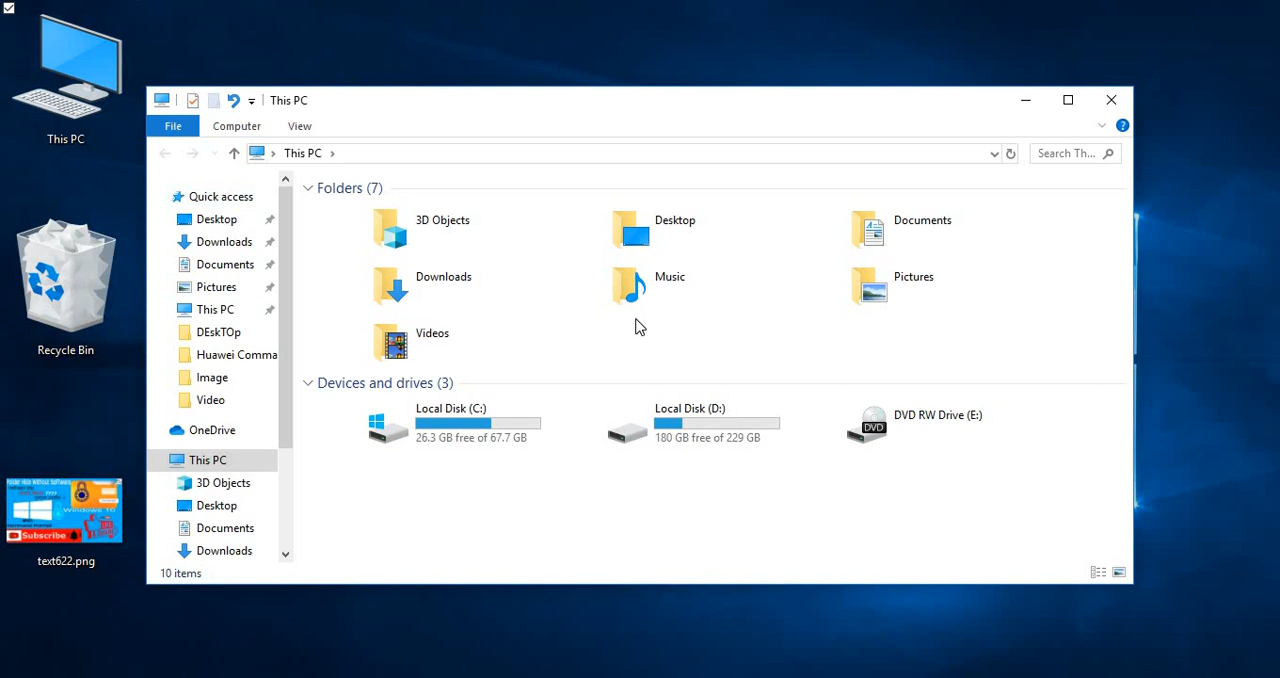 This PC
Recycle Bin
Subscribe
text622.png
This PC
File
Computer
View
This PC
Search Th...
Quick access
Desktop
Downloads
Documents
Pictures
This PC
DEskTOp
Huawei Comma
Image
Video
OneDrive
This PC
3D Objects
Desktop
Documents
Downloads
Folders (7)
3D Objects
Desktop
Documents
Downloads
Music
Pictures
Videos
Devices and drives (3)
Local Disk (C:)
26.3 GB free of 67.7 GB
Local Disk (D:)
180 GB free of 229 GB
DVD RW Drive (E:)
DVD
10 items